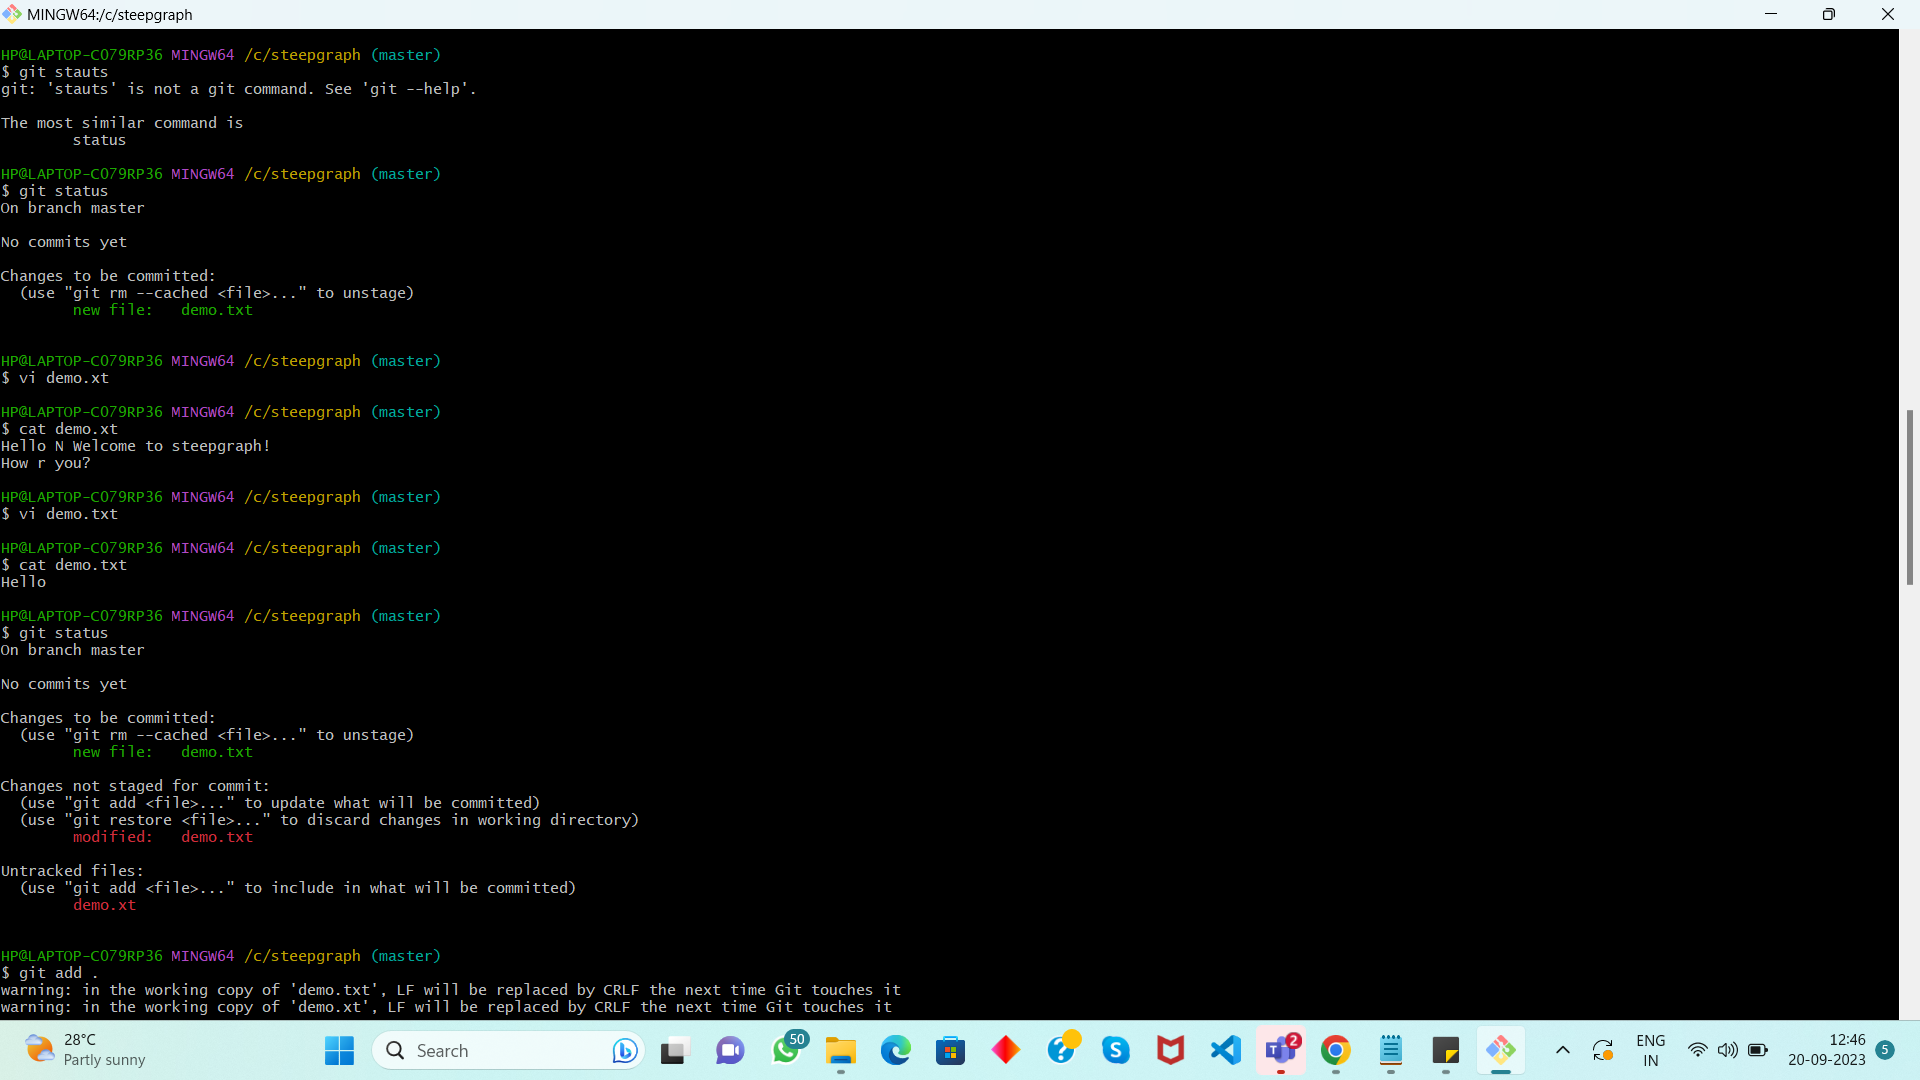 MINGW64:/c/steepgraph
HP@LAPTOP-CO79RP36 MINGW64 /c/steepgraph (master)
$ git stauts
git: 'stauts' is not a git command. See 'git --help'.
The most similar command is
status
HP@LAPTOP-CO79RP36 MINGW64 /c/steepgraph (master)
$ git status
On branch master
No commits yet
Changes to be committed:
(use "git rm --cached <file>..." to unstage)
new file:   demo.txt
HP@LAPTOP-CO79RP36 MINGW64 /c/steepgraph (master)
$ vi demo.xt
HP@LAPTOP-CO79RP36 MINGW64 /c/steepgraph (master)
$ cat demo.xt
Hello N Welcome to steepgraph!
How r you?
HP@LAPTOP-CO79RP36 MINGW64 /c/steepgraph (master)
$ vi demo.txt
HP@LAPTOP-CO79RP36 MINGW64 /c/steepgraph (master)
$ cat demo.txt
Hello
HP@LAPTOP-CO79RP36 MINGW64 /c/steepgraph (master)
$ git status
On branch master
No commits yet
Changes to be committed:
(use "git rm --cached <file>..." to unstage)
new file:   demo.txt
Changes not staged for commit:
(use "git add <file>..." to update what will be committed)
(use "git restore <file>..." to discard changes in working directory)
modified:   demo.txt
Untracked files:
(use "git add <file>..." to include in what will be committed)
demo.xt
HP@LAPTOP-CO79RP36 MINGW64 /c/steepgraph (master)
$ git add .
warning: in the working copy of 'demo.txt', LF will be replaced by CRLF the next time Git touches it
warning: in the working copy of 'demo.xt', LF will be replaced by CRLF the next time Git touches it
28°C
Partly sunny
Search
50
2
ENG
IN
12:46
20-09-2023
5